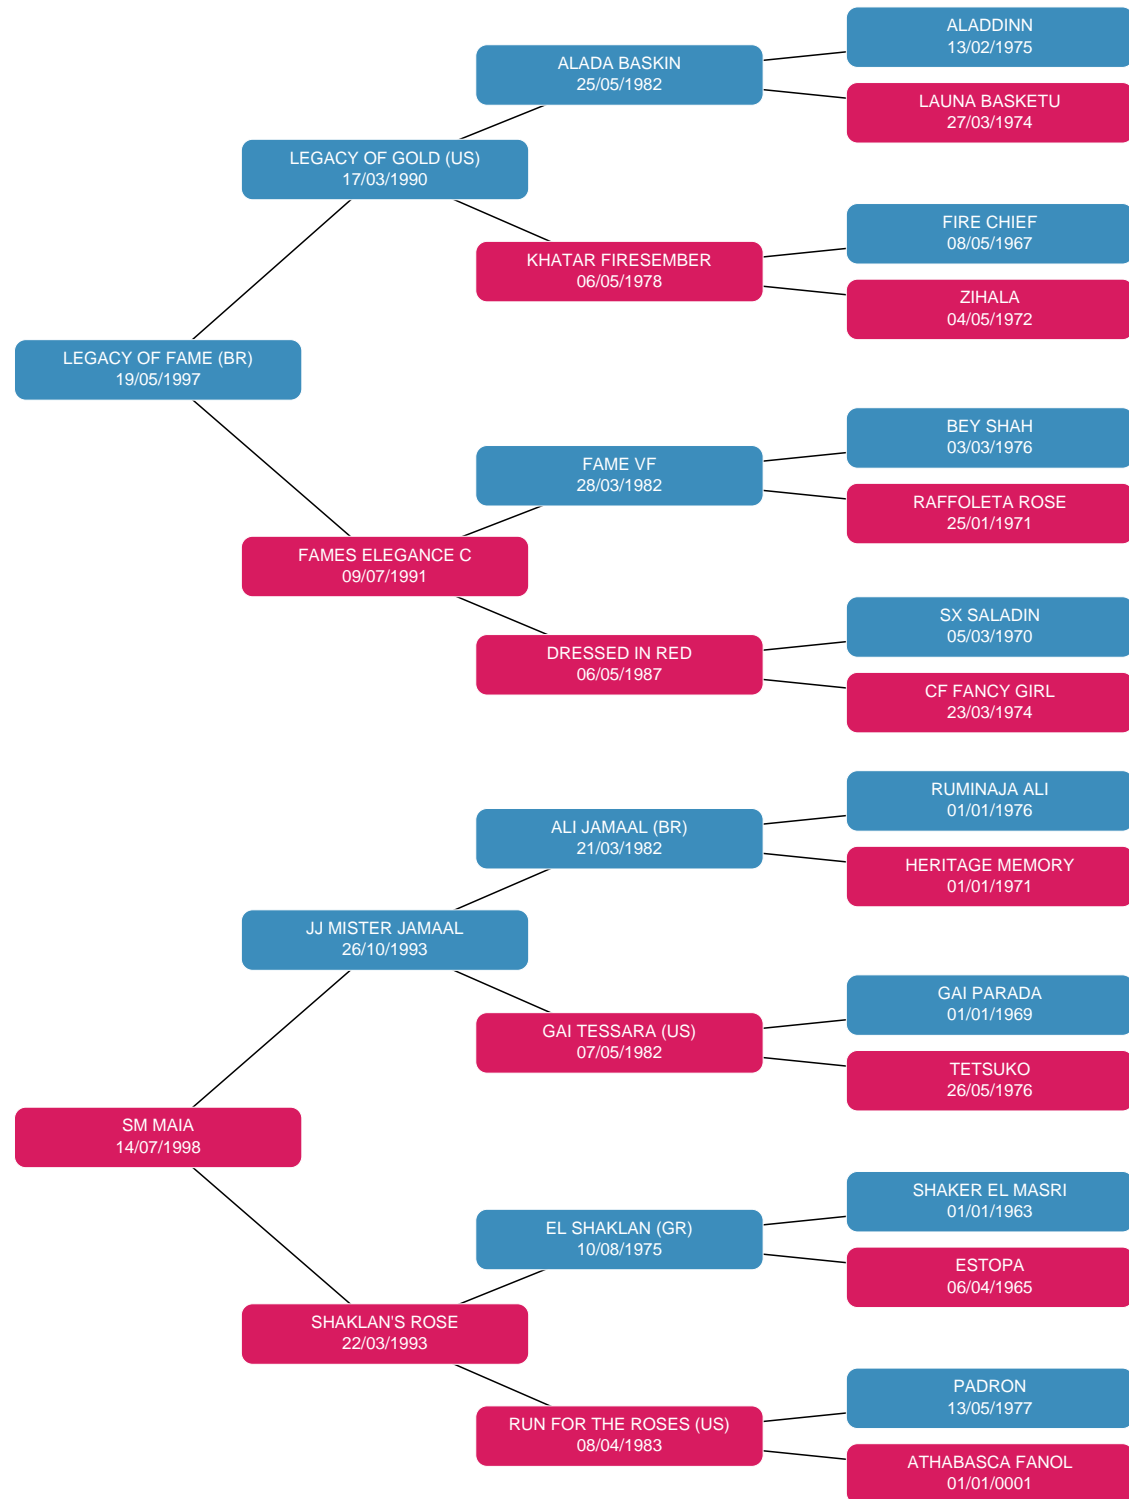 ALADDINN
13/02/1975
ALADA BASKIN
25/05/1982
LAUNA BASKETU
27/03/1974
LEGACY OF GOLD (US)
17/03/1990
FIRE CHIEF
08/05/1967
KHATAR FIRESEMBER
06/05/1978
ZIHALA
04/05/1972
LEGACY OF FAME (BR)
19/05/1997
BEY SHAH
03/03/1976
FAME VF
28/03/1982
RAFFOLETA ROSE
25/01/1971
FAMES ELEGANCE C
09/07/1991
SX SALADIN
05/03/1970
DRESSED IN RED
06/05/1987
CF FANCY GIRL
23/03/1974
RUMINAJA ALI
01/01/1976
ALI JAMAAL (BR)
21/03/1982
HERITAGE MEMORY
01/01/1971
JJ MISTER JAMAAL
26/10/1993
GAI PARADA
01/01/1969
GAI TESSARA (US)
07/05/1982
TETSUKO
26/05/1976
SM MAIA
14/07/1998
SHAKER EL MASRI
01/01/1963
EL SHAKLAN (GR)
10/08/1975
ESTOPA
06/04/1965
SHAKLAN'S ROSE
22/03/1993
PADRON
13/05/1977
RUN FOR THE ROSES (US)
08/04/1983
ATHABASCA FANOL
01/01/0001